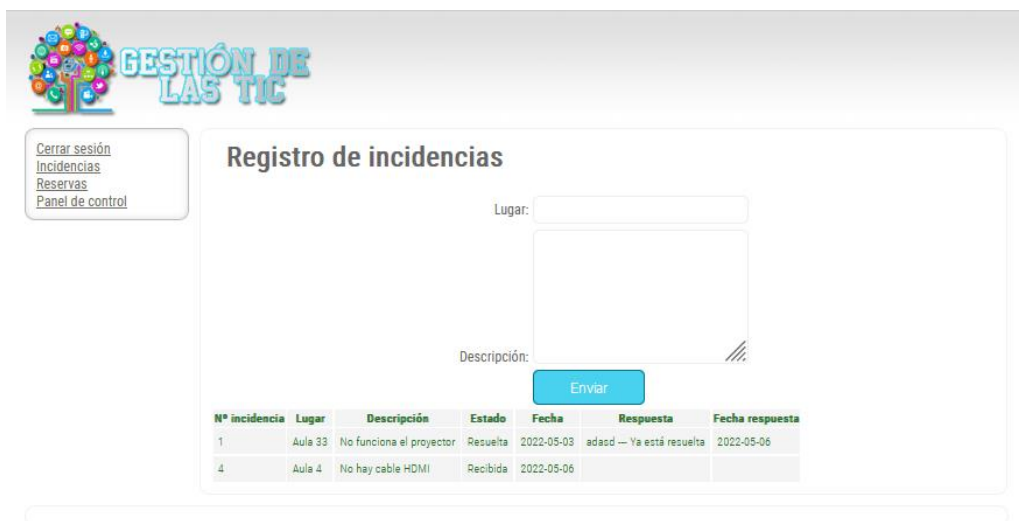 GESTIÓN DE
LAS TIC
Cerrar sesión
Incidencias
Reservas
Panel de control
Registro de incidencias
Lugar:
Descripción:
Enviar
Nº incidencia Lugar Descripción Estado Fecha Respuesta Fecha respuesta
1 Aula 33 No funciona el proyector Resuelta 2022-05-03 adasd --- Ya está resuelta 2022-05-06
4 Aula 4 No hay cable HDMI Recibida 2022-05-06